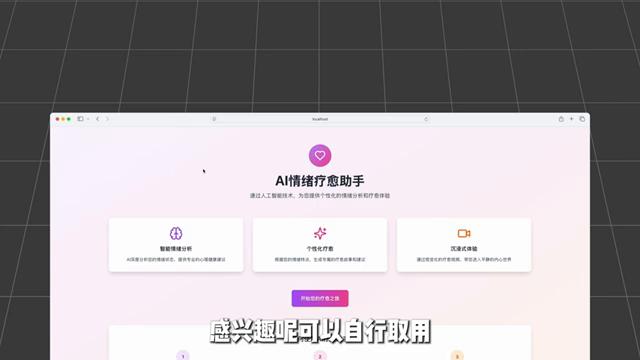 localhost
AI情绪疗愈助手
通过人工智能技术，为您提供个性化的情绪分析和疗愈体验
智能情绪分析
AI深度分析您的情绪状态，提供专业的心理健康建议
个性化疗愈
根据您的情绪特点，生成专属的疗愈故事和建议
沉浸式体验
通过视觉化的疗愈视频，带您进入平静的内心世界
开始您的疗愈之旅
感兴趣呢可以自行取用
1
2
3